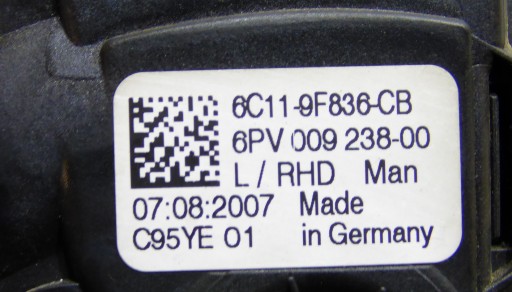 6C11-9F836-CB
6PV 009 238-00
L / RHD Man
07:08:2007 Made
C95YE 01 in Germany